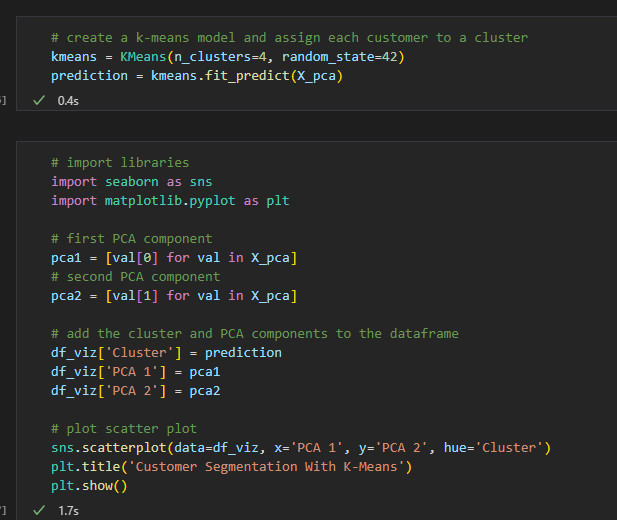 # create a k-means model and assign each customer to a cluster
kmeans = KMeans(n_clusters=4, random_state=42)
prediction = kmeans.fit_predict(X_pca)
]
✓ 0.4s
# import libraries
import seaborn as sns
import matplotlib.pyplot as plt
# first PCA component
pca1 = [val[0] for val in X_pca]
# second PCA component
pca2 = [val[1] for val in X_pca]
# add the cluster and PCA components to the dataframe
df_viz['Cluster'] = prediction
df_viz['PCA 1'] = pca1
df_viz['PCA 2'] = pca2
# plot scatter plot
sns.scatterplot(data=df_viz, x='PCA 1', y='PCA 2', hue='Cluster')
plt.title('Customer Segmentation With K-Means')
plt.show()
]
✓ 1.7s